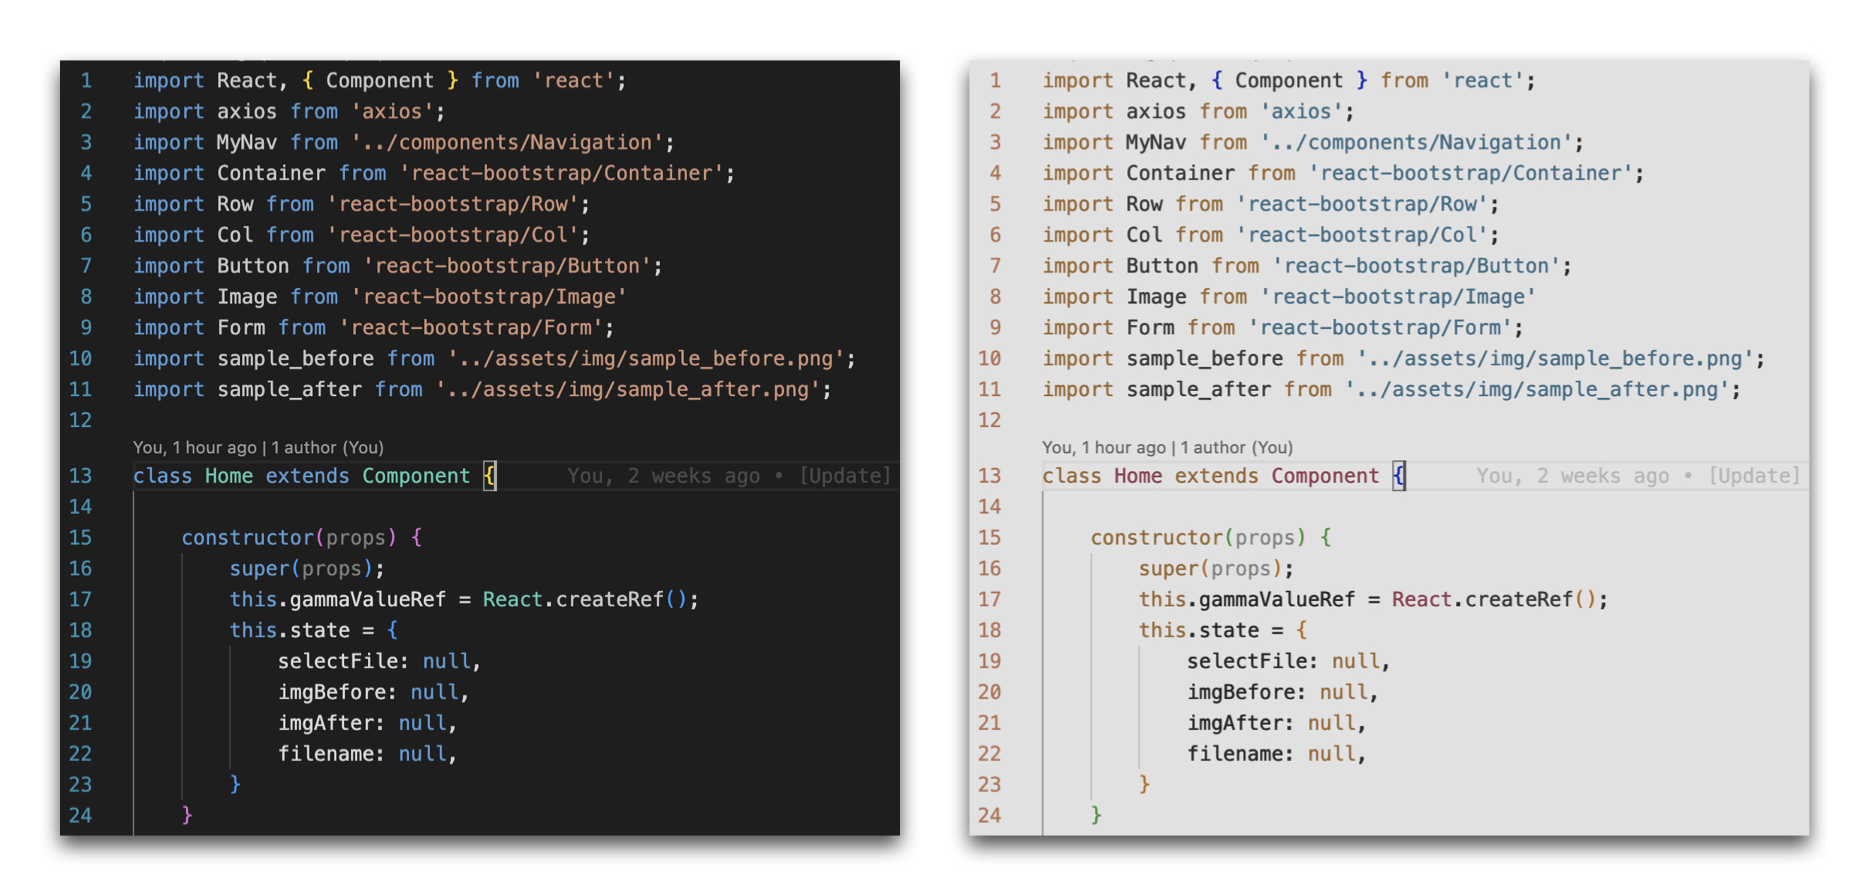 1 import React, { Component } from 'react';
2 import axios from 'axios';
3 import MyNav from '../components/Navigation';
4 import Container from 'react-bootstrap/Container';
5 import Row from 'react-bootstrap/Row';
6 import Col from 'react-bootstrap/Col';
7 import Button from 'react-bootstrap/Button';
8 import Image from 'react-bootstrap/Image'
9 import Form from 'react-bootstrap/Form';
10 import sample_before from '../assets/img/sample_before.png';
11 import sample_after from '../assets/img/sample_after.png';
12
You, 1 hour ago | 1 author (You)
13 class Home extends Component { You, 2 weeks ago • [Update]
14
15 constructor(props) {
16 super(props);
17 this.gammaValueRef = React.createRef();
18 this.state = {
19 selectFile: null,
20 imgBefore: null,
21 imgAfter: null,
22 filename: null,
23 }
24 }
1 import React, { Component } from 'react';
2 import axios from 'axios';
3 import MyNav from '../components/Navigation';
4 import Container from 'react-bootstrap/Container';
5 import Row from 'react-bootstrap/Row';
6 import Col from 'react-bootstrap/Col';
7 import Button from 'react-bootstrap/Button';
8 import Image from 'react-bootstrap/Image'
9 import Form from 'react-bootstrap/Form';
10 import sample_before from '../assets/img/sample_before.png';
11 import sample_after from '../assets/img/sample_after.png';
12
You, 1 hour ago | 1 author (You)
13 class Home extends Component { You, 2 weeks ago • [Update]
14
15 constructor(props) {
16 super(props);
17 this.gammaValueRef = React.createRef();
18 this.state = {
19 selectFile: null,
20 imgBefore: null,
21 imgAfter: null,
22 filename: null,
23 }
24 }